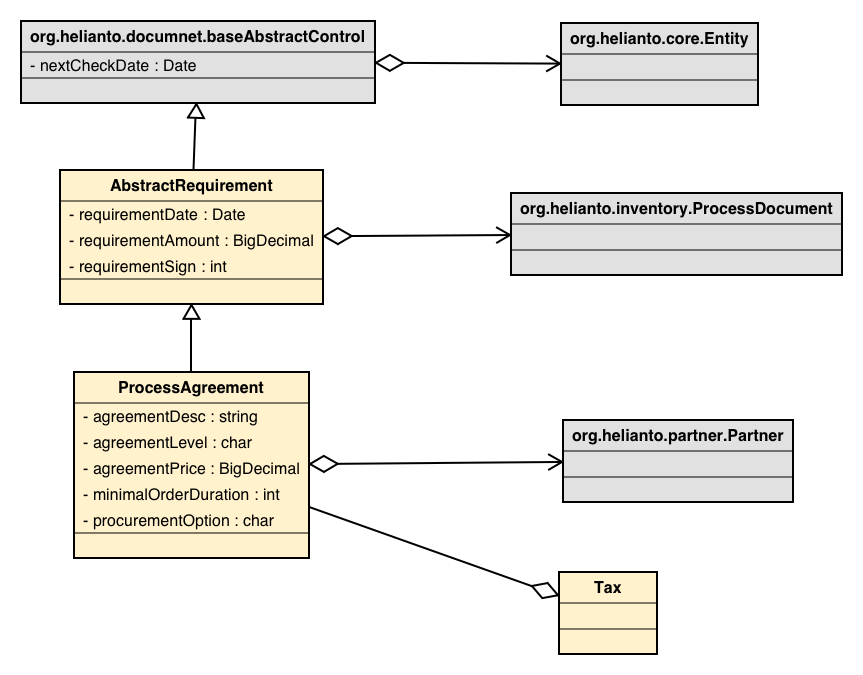 org.helianto.documnet.baseAbstractControl
- nextCheckDate : Date
org.helianto.core.Entity
AbstractRequirement
- requirementDate : Date
- requirementAmount : BigDecimal
- requirementSign : int
org.helianto.inventory.ProcessDocument
ProcessAgreement
- agreementDesc : string
- agreementLevel : char
- agreementPrice : BigDecimal
- minimalOrderDuration : int
- procurementOption : char
org.helianto.partner.Partner
Tax